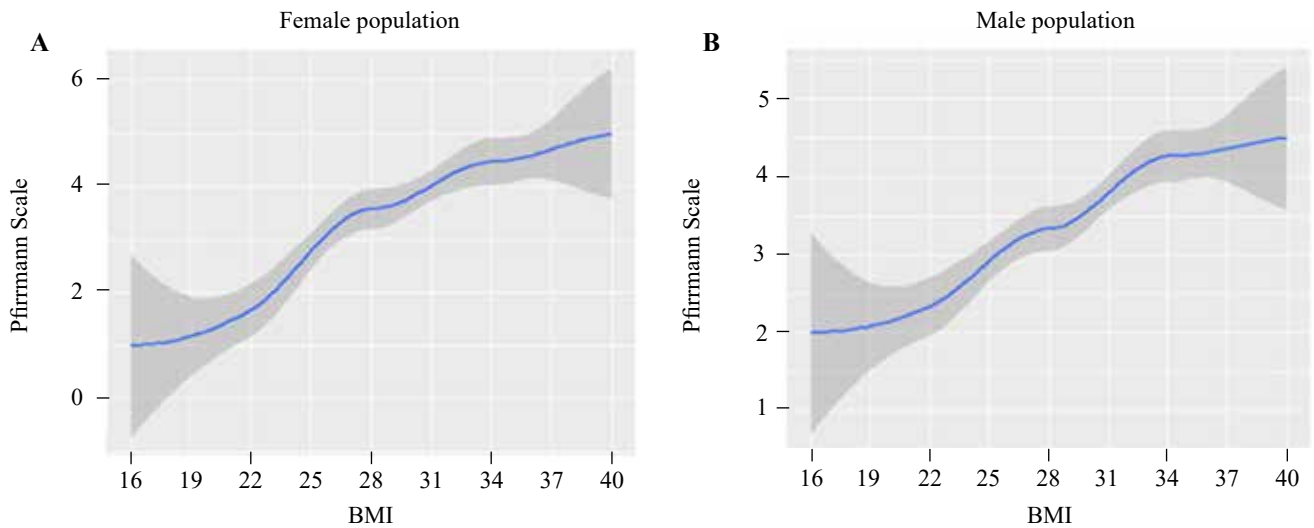 Female population
A
6
4
2
0
Pfirrmann Scale
16 19 22 25 28 31 34 37 40
BMI
Male population
B
5
4
3
2
1
Pfirrmann Scale
16 19 22 25 28 31 34 37 40
BMI